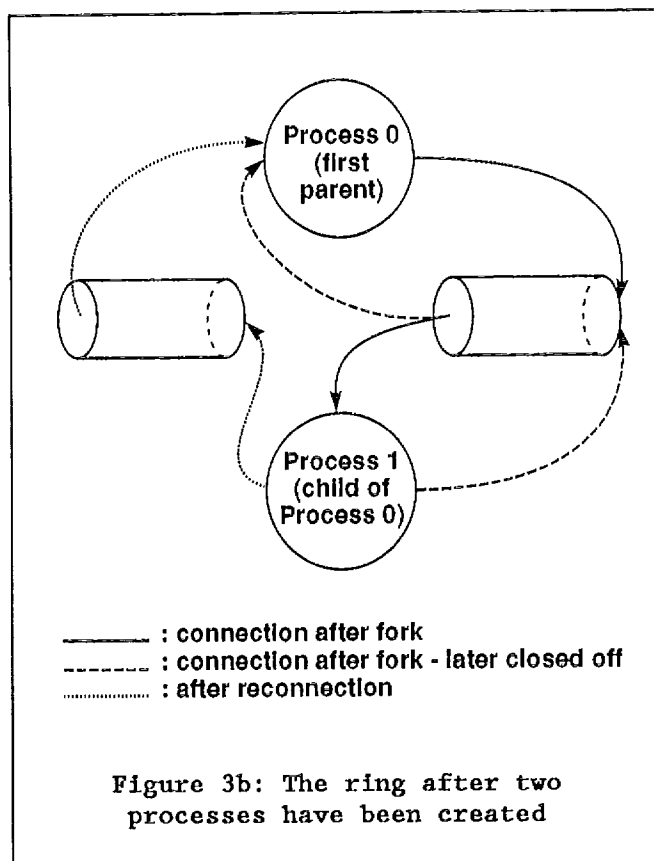 Process 0
(first
parent)
Process 1
(child of
Process 0)
: connection after fork
: connection after fork - later closed off
: after reconnection
Figure 3b: The ring after two
processes have been created